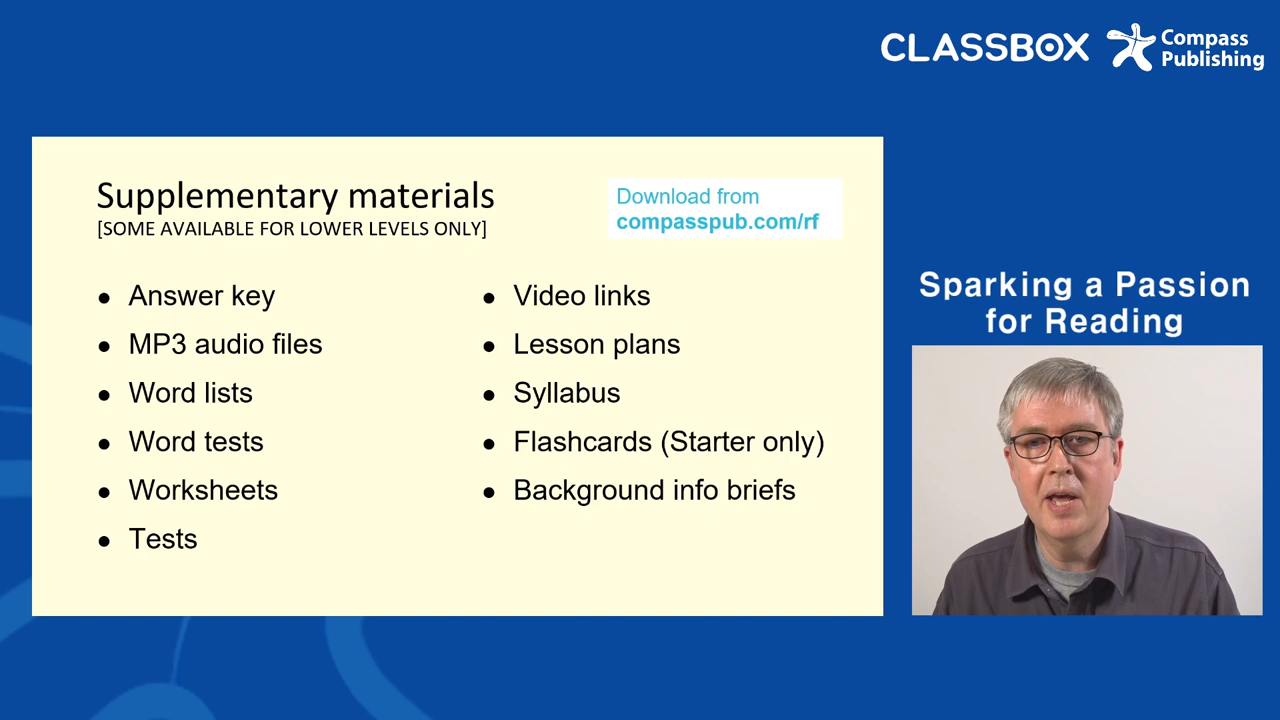 CLASSBOX
Compass
Publishing
Supplementary materials
[SOME AVAILABLE FOR LOWER LEVELS ONLY]
Download from
compasspub.com/rf
● Answer key
● MP3 audio files
● Word lists
● Word tests
● Worksheets
● Tests
● Video links
● Lesson plans
● Syllabus
● Flashcards (Starter only)
● Background info briefs
Sparking a Passion
for Reading